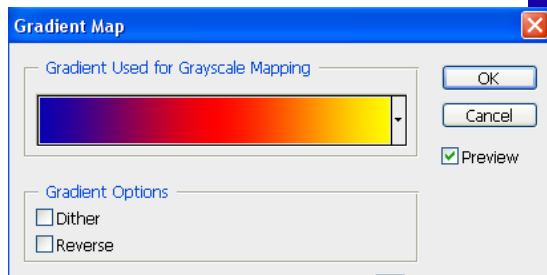 Gradient Map
Gradient Used for Grayscale Mapping
OK
Cancel
Preview
Gradient Options
Dither
Reverse